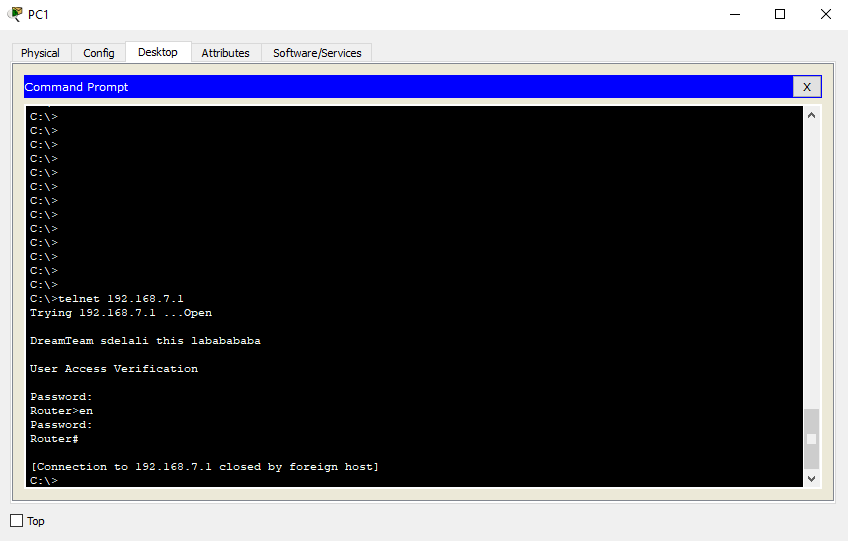 PC1
Physical Config Desktop Attributes Software/Services
Command Prompt X
C:\>
C:\>
C:\>
C:\>
C:\>
C:\>
C:\>
C:\>
C:\>
C:\>
C:\>
C:\>
C:\>
C:\>telnet 192.168.7.1
Trying 192.168.7.1 ...Open
DreamTeam sdelali this lababababa
User Access Verification
Password:
Router>en
Password:
Router#
[Connection to 192.168.7.1 closed by foreign host]
C:\>
Top